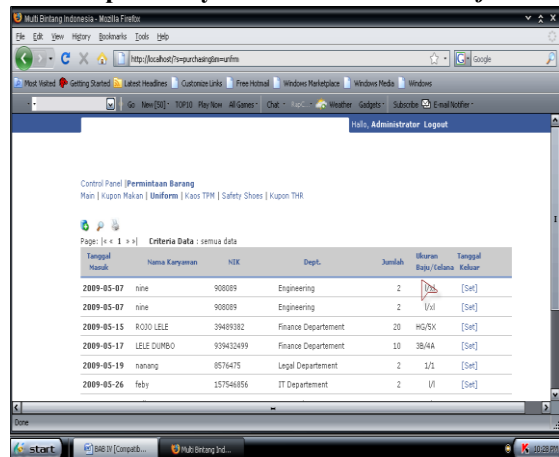 Multi Bintang Indonesia - Mozilla Firefox
File Edit View History Bookmarks Tools Help
http://localhost/?s=purchasing&m=unfrm
Google
Most Visited Getting Started Latest Headlines Customize Links Free Hotmail Windows Marketplace Windows Media Windows
Go New [50] TOP10 Play Now All Games Chat Weather Gadgets Subscribe E-mail Notifier
Hallo, Administrator Logout
Control Panel |Permintaan Barang
Main | Kupon Makan | Uniform | Kaos TPM | Safety Shoes | Kupon THR
Page: |< < 1 > >| Criteria Data : semua data
Tanggal Masuk Nama Karyawan NIK Dept. Jumlah Ukuran Baju/Celana Tanggal Keluar
2009-05-07 nine 908089 Engineering 2 l/xl [Set]
2009-05-07 nine 908089 Engineering 2 l/xl [Set]
2009-05-15 ROJO LELE 39489382 Finance Departement 20 HG/5X [Set]
2009-05-17 LELE DUMBO 939432499 Finance Departement 10 3B/4A [Set]
2009-05-19 nanang 8576475 Legal Departement 2 1/1 [Set]
2009-05-26 feby 157546856 IT Departement 2 l/l [Set]
Done
start BAB IV [Compatib... Multi Bintang Ind... 10:28 PM